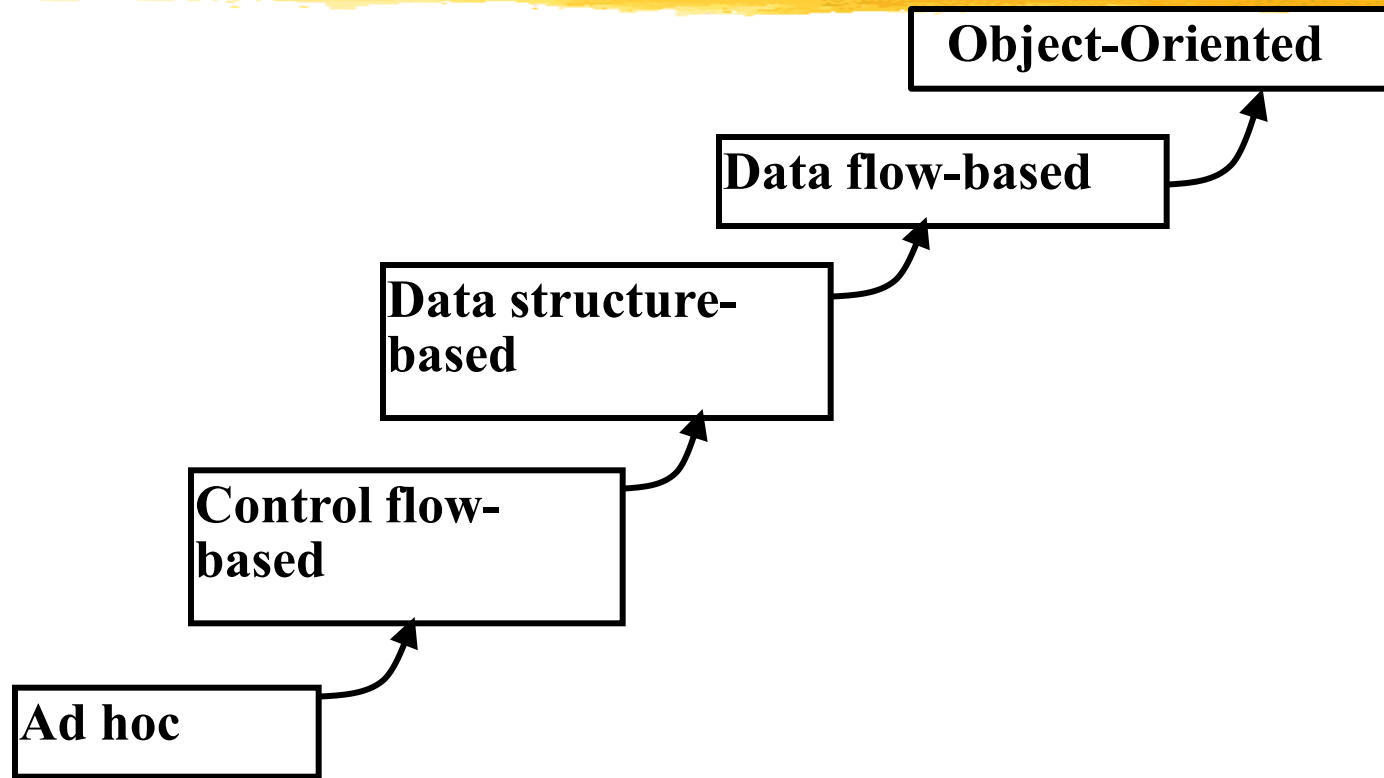 Object-Oriented
Data flow-based
Data structure-
based
Control flow-
based
Ad hoc